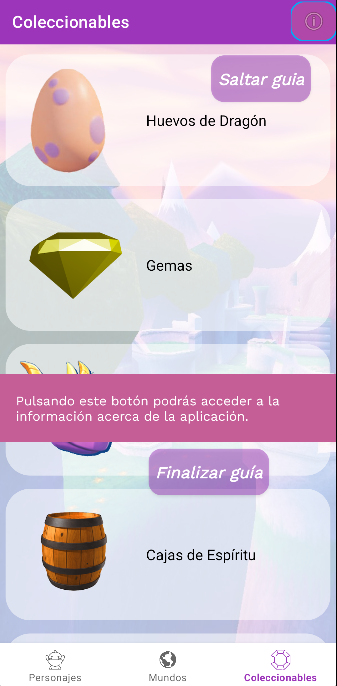 Coleccionables
Saltar guia
Huevos de Dragón
Gemas
Pulsando este botón podrás acceder a la
información acerca de la aplicación.
Finalizar guía
Cajas de Espíritu
Personajes
Mundos
Coleccionables